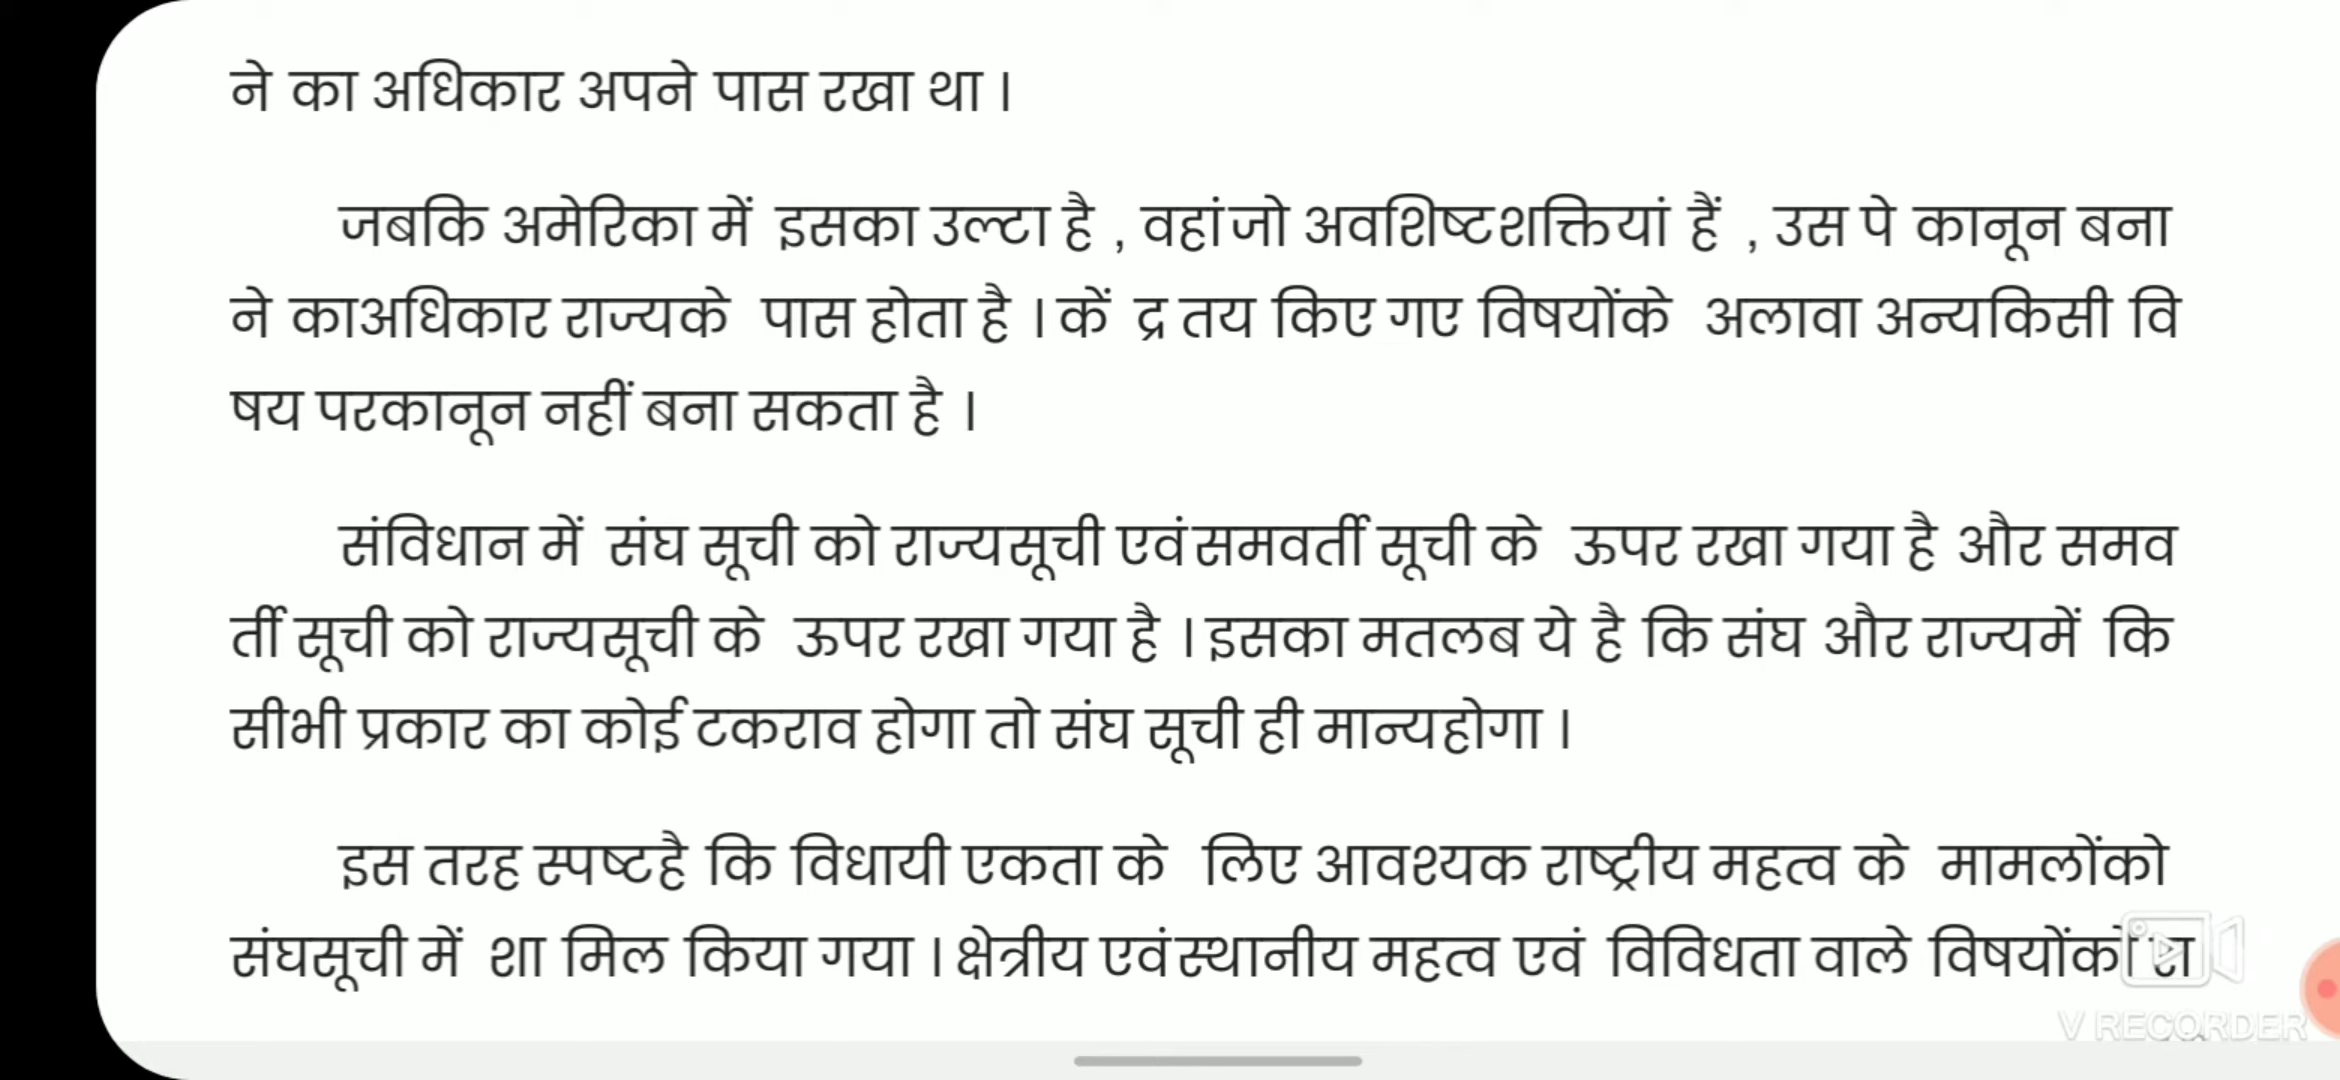 ने का अधिकार अपने पास रखा था ।
जबकि अमेरिका में इसका उल्टा है , वहांजो अवशिष्टशक्तियां हैं , उस पे कानून बना
ने काअधिकार राज्यके पास होता है । कें द्र तय किए गए विषयोंके अलावा अन्यकिसी वि
षय परकानून नहीं बना सकता है ।
संविधान में संघ सूची को राज्यसूची एवंसमवर्ती सूची के ऊपर रखा गया है और समव
र्ती सूची को राज्यसूची के ऊपर रखा गया है । इसका मतलब ये है कि संघ और राज्यमें कि
सीभी प्रकार का कोई टकराव होगा तो संघ सूची ही मान्यहोगा ।
इस तरह स्पष्टहै कि विधायी एकता के लिए आवश्यक राष्ट्रीय महत्व के मामलोंको
संघसूची में शा मिल किया गया । क्षेत्रीय एवंस्थानीय महत्व एवं विविधता वाले विषयोंको रा
V RECORDER